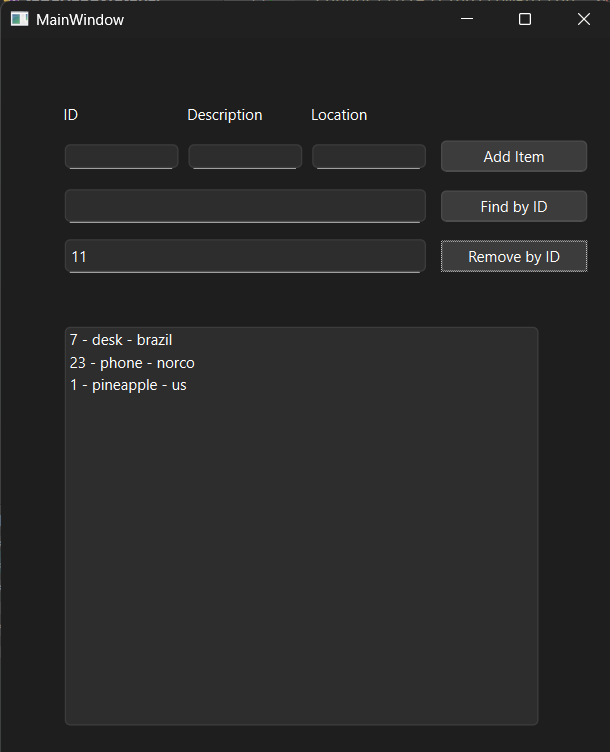 MainWindow
ID Description Location
Add Item
Find by ID
11 Remove by ID
7 - desk - brazil
23 - phone - norco
1 - pineapple - us